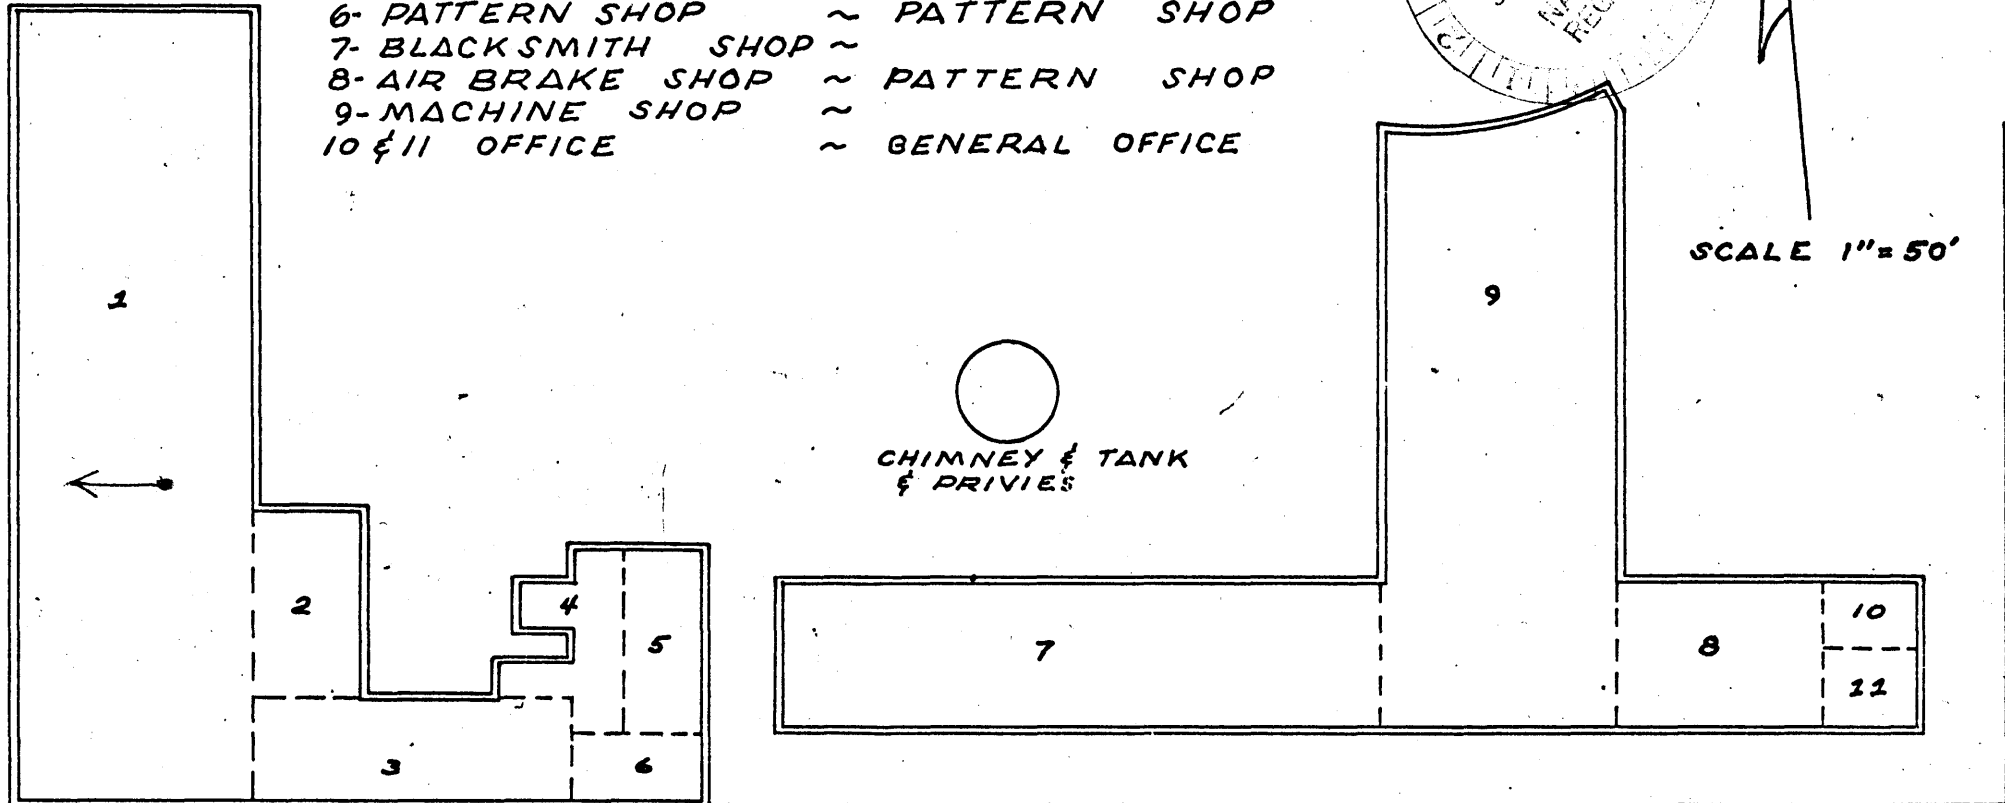 6- PATTERN SHOP ~ PATTERN SHOP
7- BLACKSMITH SHOP ~
8- AIR BRAKE SHOP ~ PATTERN SHOP
9- MACHINE SHOP ~
10 & 11 OFFICE ~ GENERAL OFFICE
SCALE 1"= 50'
1
9
CHIMNEY & TANK
& PRIVIES
2
4
5
7
8
10
11
3
6